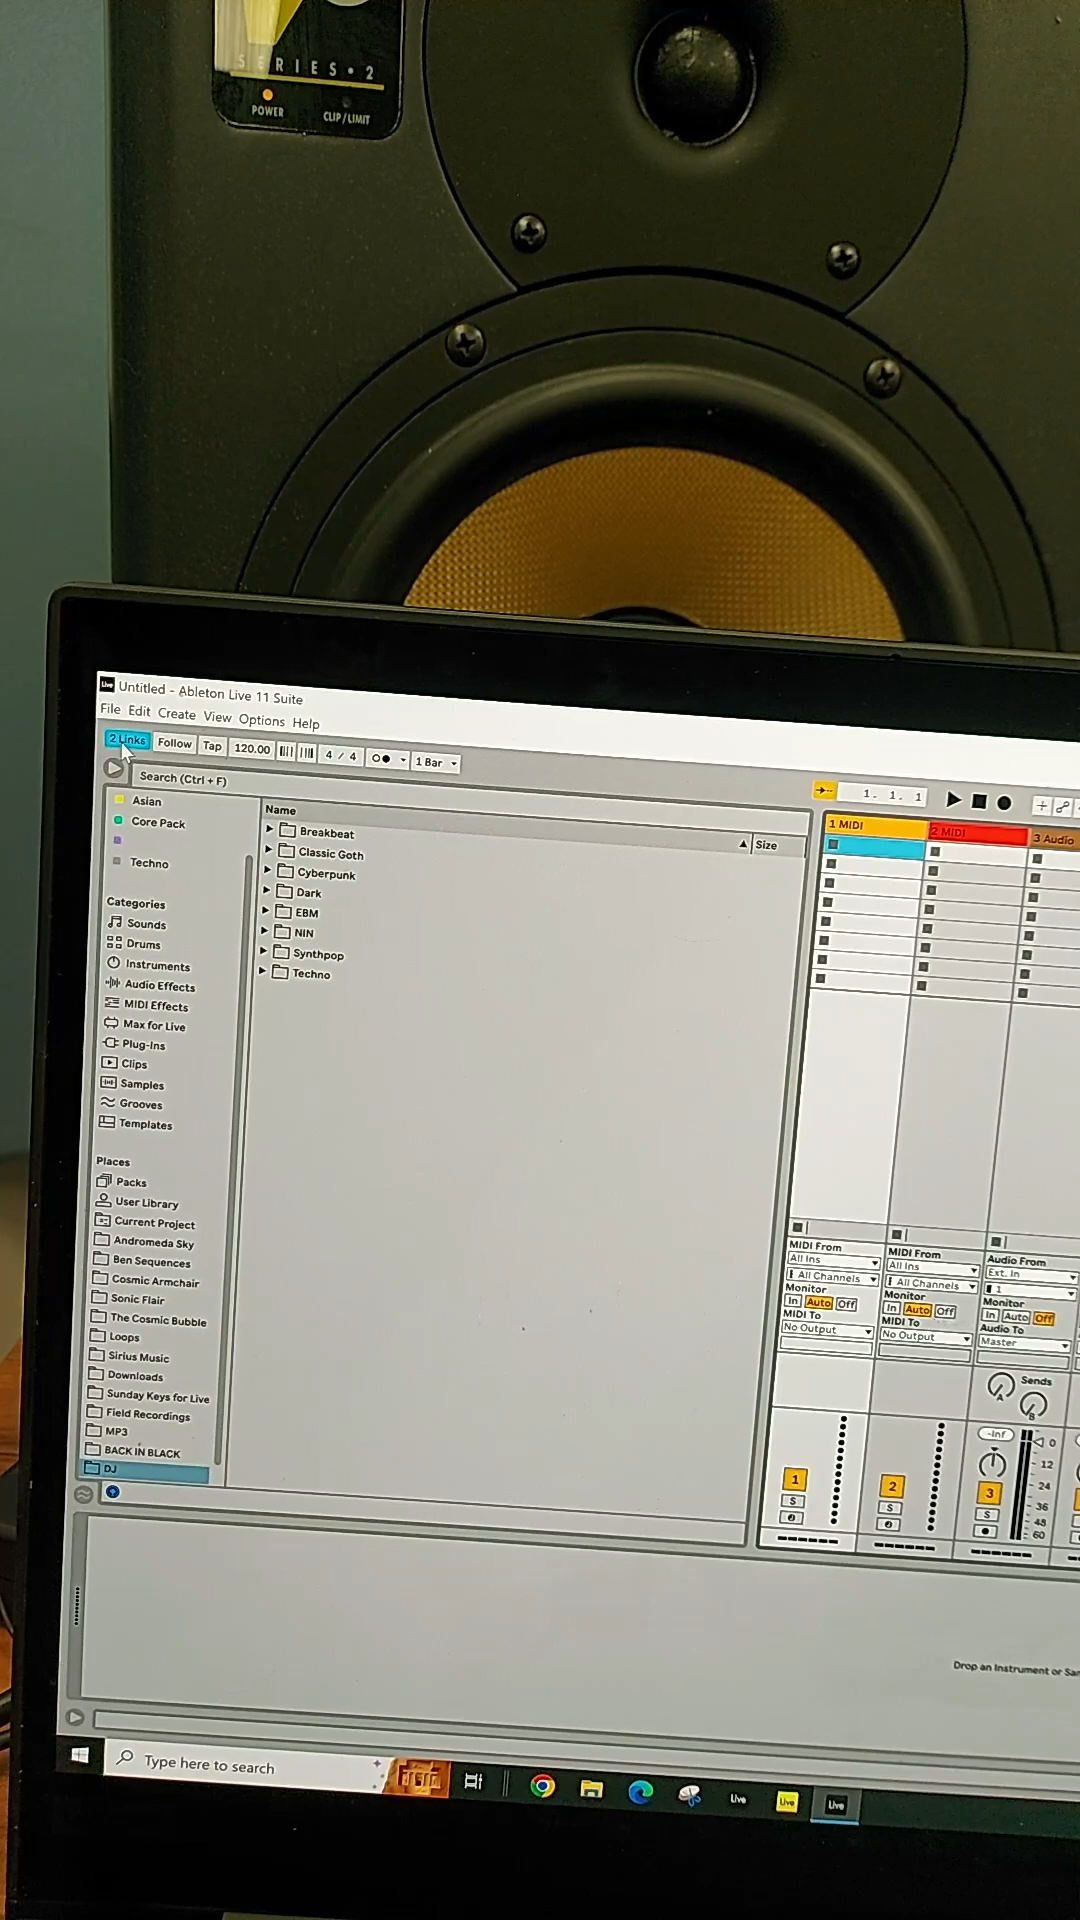 SERIES • 2
POWER
CLIP/LIMIT
Live
Untitled - Ableton Live 11 Suite
File Edit Create View Options Help
2 Links Follow Tap 120.00 4 / 4 1 Bar
1. 1. 1
Search (Ctrl + F)
Asian
Core Pack
Techno
Categories
Sounds
Drums
Instruments
Audio Effects
MIDI Effects
Max for Live
Plug-Ins
Clips
Samples
Grooves
Templates
Places
Packs
User Library
Current Project
Andromeda Sky
Ben Sequences
Cosmic Armchair
Sonic Flair
The Cosmic Bubble
Loops
Sirius Music
Downloads
Sunday Keys for Live
Field Recordings
MP3
BACK IN BLACK
DJ
Name
Size
Breakbeat
Classic Goth
Cyberpunk
Dark
EBM
NIN
Synthpop
Techno
1 MIDI
2 MIDI
3 Audio
MIDI From
All Ins
All Channels
Monitor
In Auto Off
MIDI To
No Output
1
S
MIDI From
All Ins
All Channels
Monitor
In Auto Off
MIDI To
No Output
2
S
Audio From
Ext. In
1
Monitor
In Auto Off
Audio To
Master
Sends
A
B
-Inf
0
12
24
36
48
60
3
S
Drop an Instrument or Sa
Type here to search
Live
Live
Live